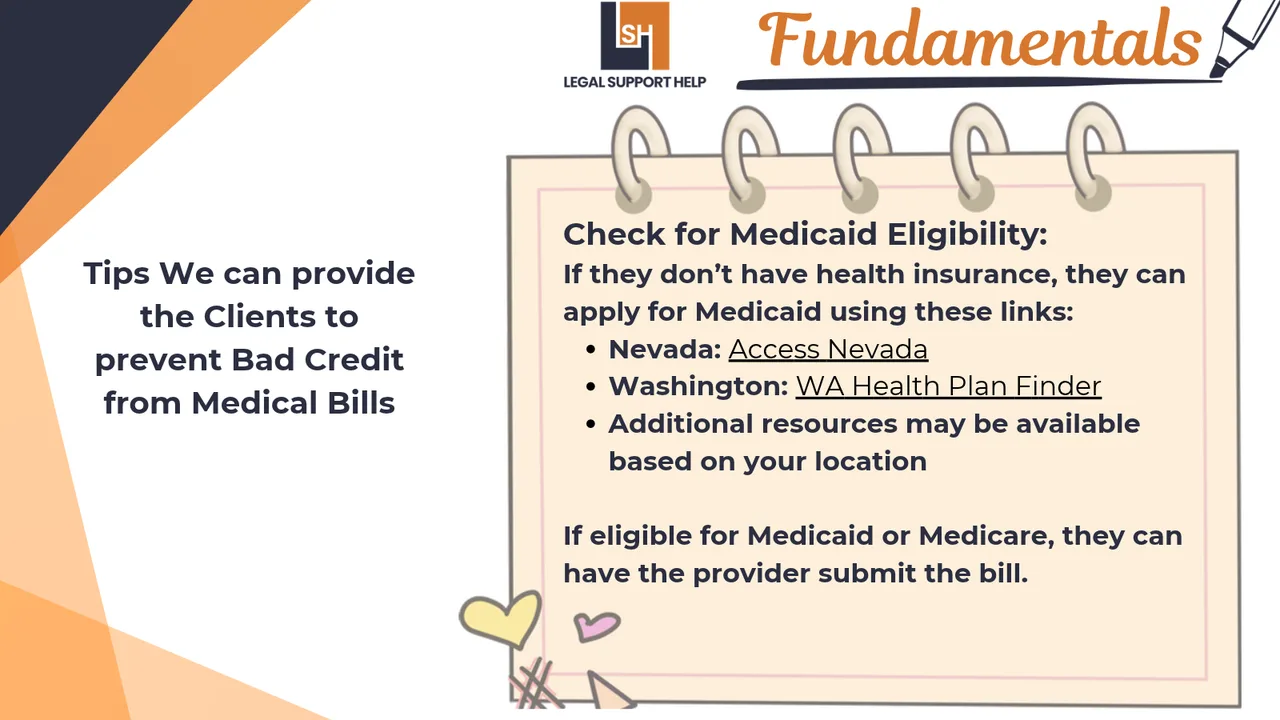 LSH
LEGAL SUPPORT HELP
Fundamentals
Tips We can provide
the Clients to
prevent Bad Credit
from Medical Bills
Check for Medicaid Eligibility:
If they don’t have health insurance, they can
apply for Medicaid using these links:
• Nevada: Access Nevada
• Washington: WA Health Plan Finder
• Additional resources may be available
based on your location
If eligible for Medicaid or Medicare, they can
have the provider submit the bill.